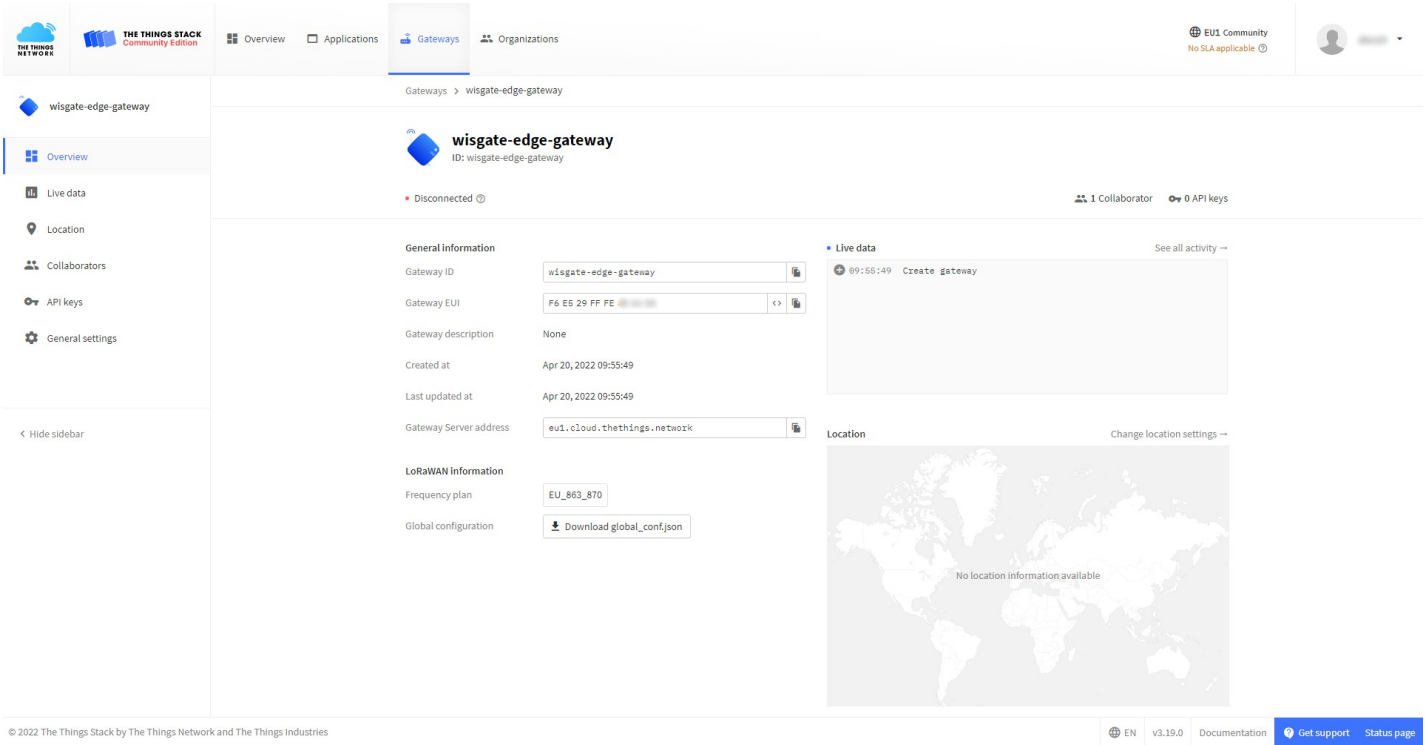 THE THINGS NETWORK
THE THINGS STACK
Community Edition
Overview
Applications
Gateways
Organizations
EU1 Community
No SLA applicable
wisgate-edge-gateway
Overview
Live data
Location
Collaborators
API keys
General settings
< Hide sidebar
Gateways > wisgate-edge-gateway
wisgate-edge-gateway
ID: wisgate-edge-gateway
• Disconnected
1 Collaborator
0 API keys
General information
Gateway ID wisgate-edge-gateway
Gateway EUI F6 E5 29 FF FE
Gateway description None
Created at Apr 20, 2022 09:55:49
Last updated at Apr 20, 2022 09:55:49
Gateway Server address eu1.cloud.thethings.network
LoRaWAN information
Frequency plan EU_863_870
Global configuration Download global_conf.json
• Live data See all activity →
09:55:49 Create gateway
Location Change location settings →
No location information available
© 2022 The Things Stack by The Things Network and The Things Industries
EN v3.19.0 Documentation Get support Status page